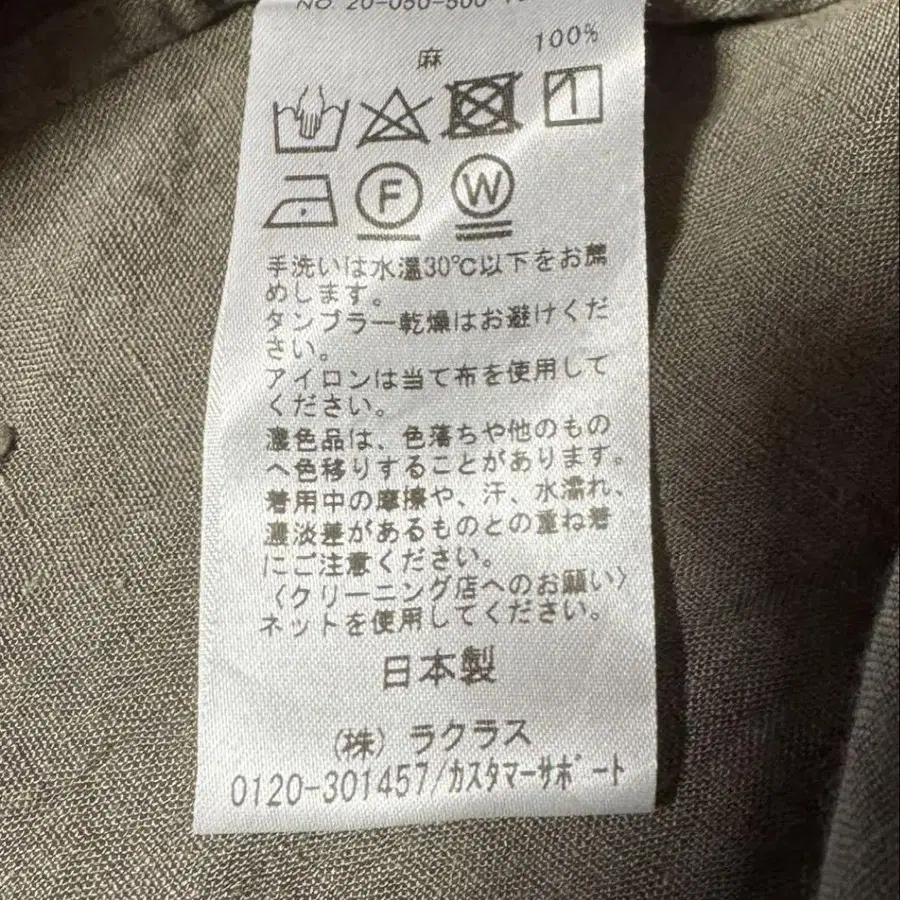 NO. 20-050-500
麻 100%
F W
手洗いは水温30℃以下をお薦
めします。
タンブラー乾燥はお避けくだ
さい。
アイロンは当て布を使用して
ください。
濃色品は、色落ちや他のもの
へ色移りすることがあります。
着用中の摩擦や、汗、水濡れ、
濃淡差があるものとの重ね着
にご注意ください。
〈クリーニング店へのお願い〉
ネットを使用してください。
日本製
(株) ラクラス
0120-301457/カスタマーサポート